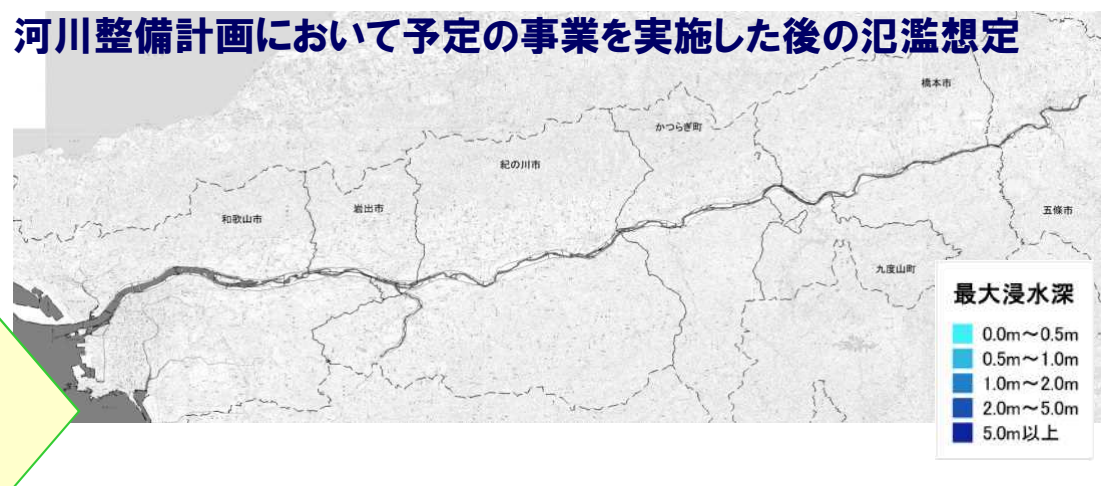 河川整備計画において予定の事業を実施した後の氾濫想定
橋本市
かつらぎ町
紀の川市
岩出市
和歌山市
五條市
九度山町
最大浸水深
0.0m～0.5m
0.5m～1.0m
1.0m～2.0m
2.0m～5.0m
5.0m以上